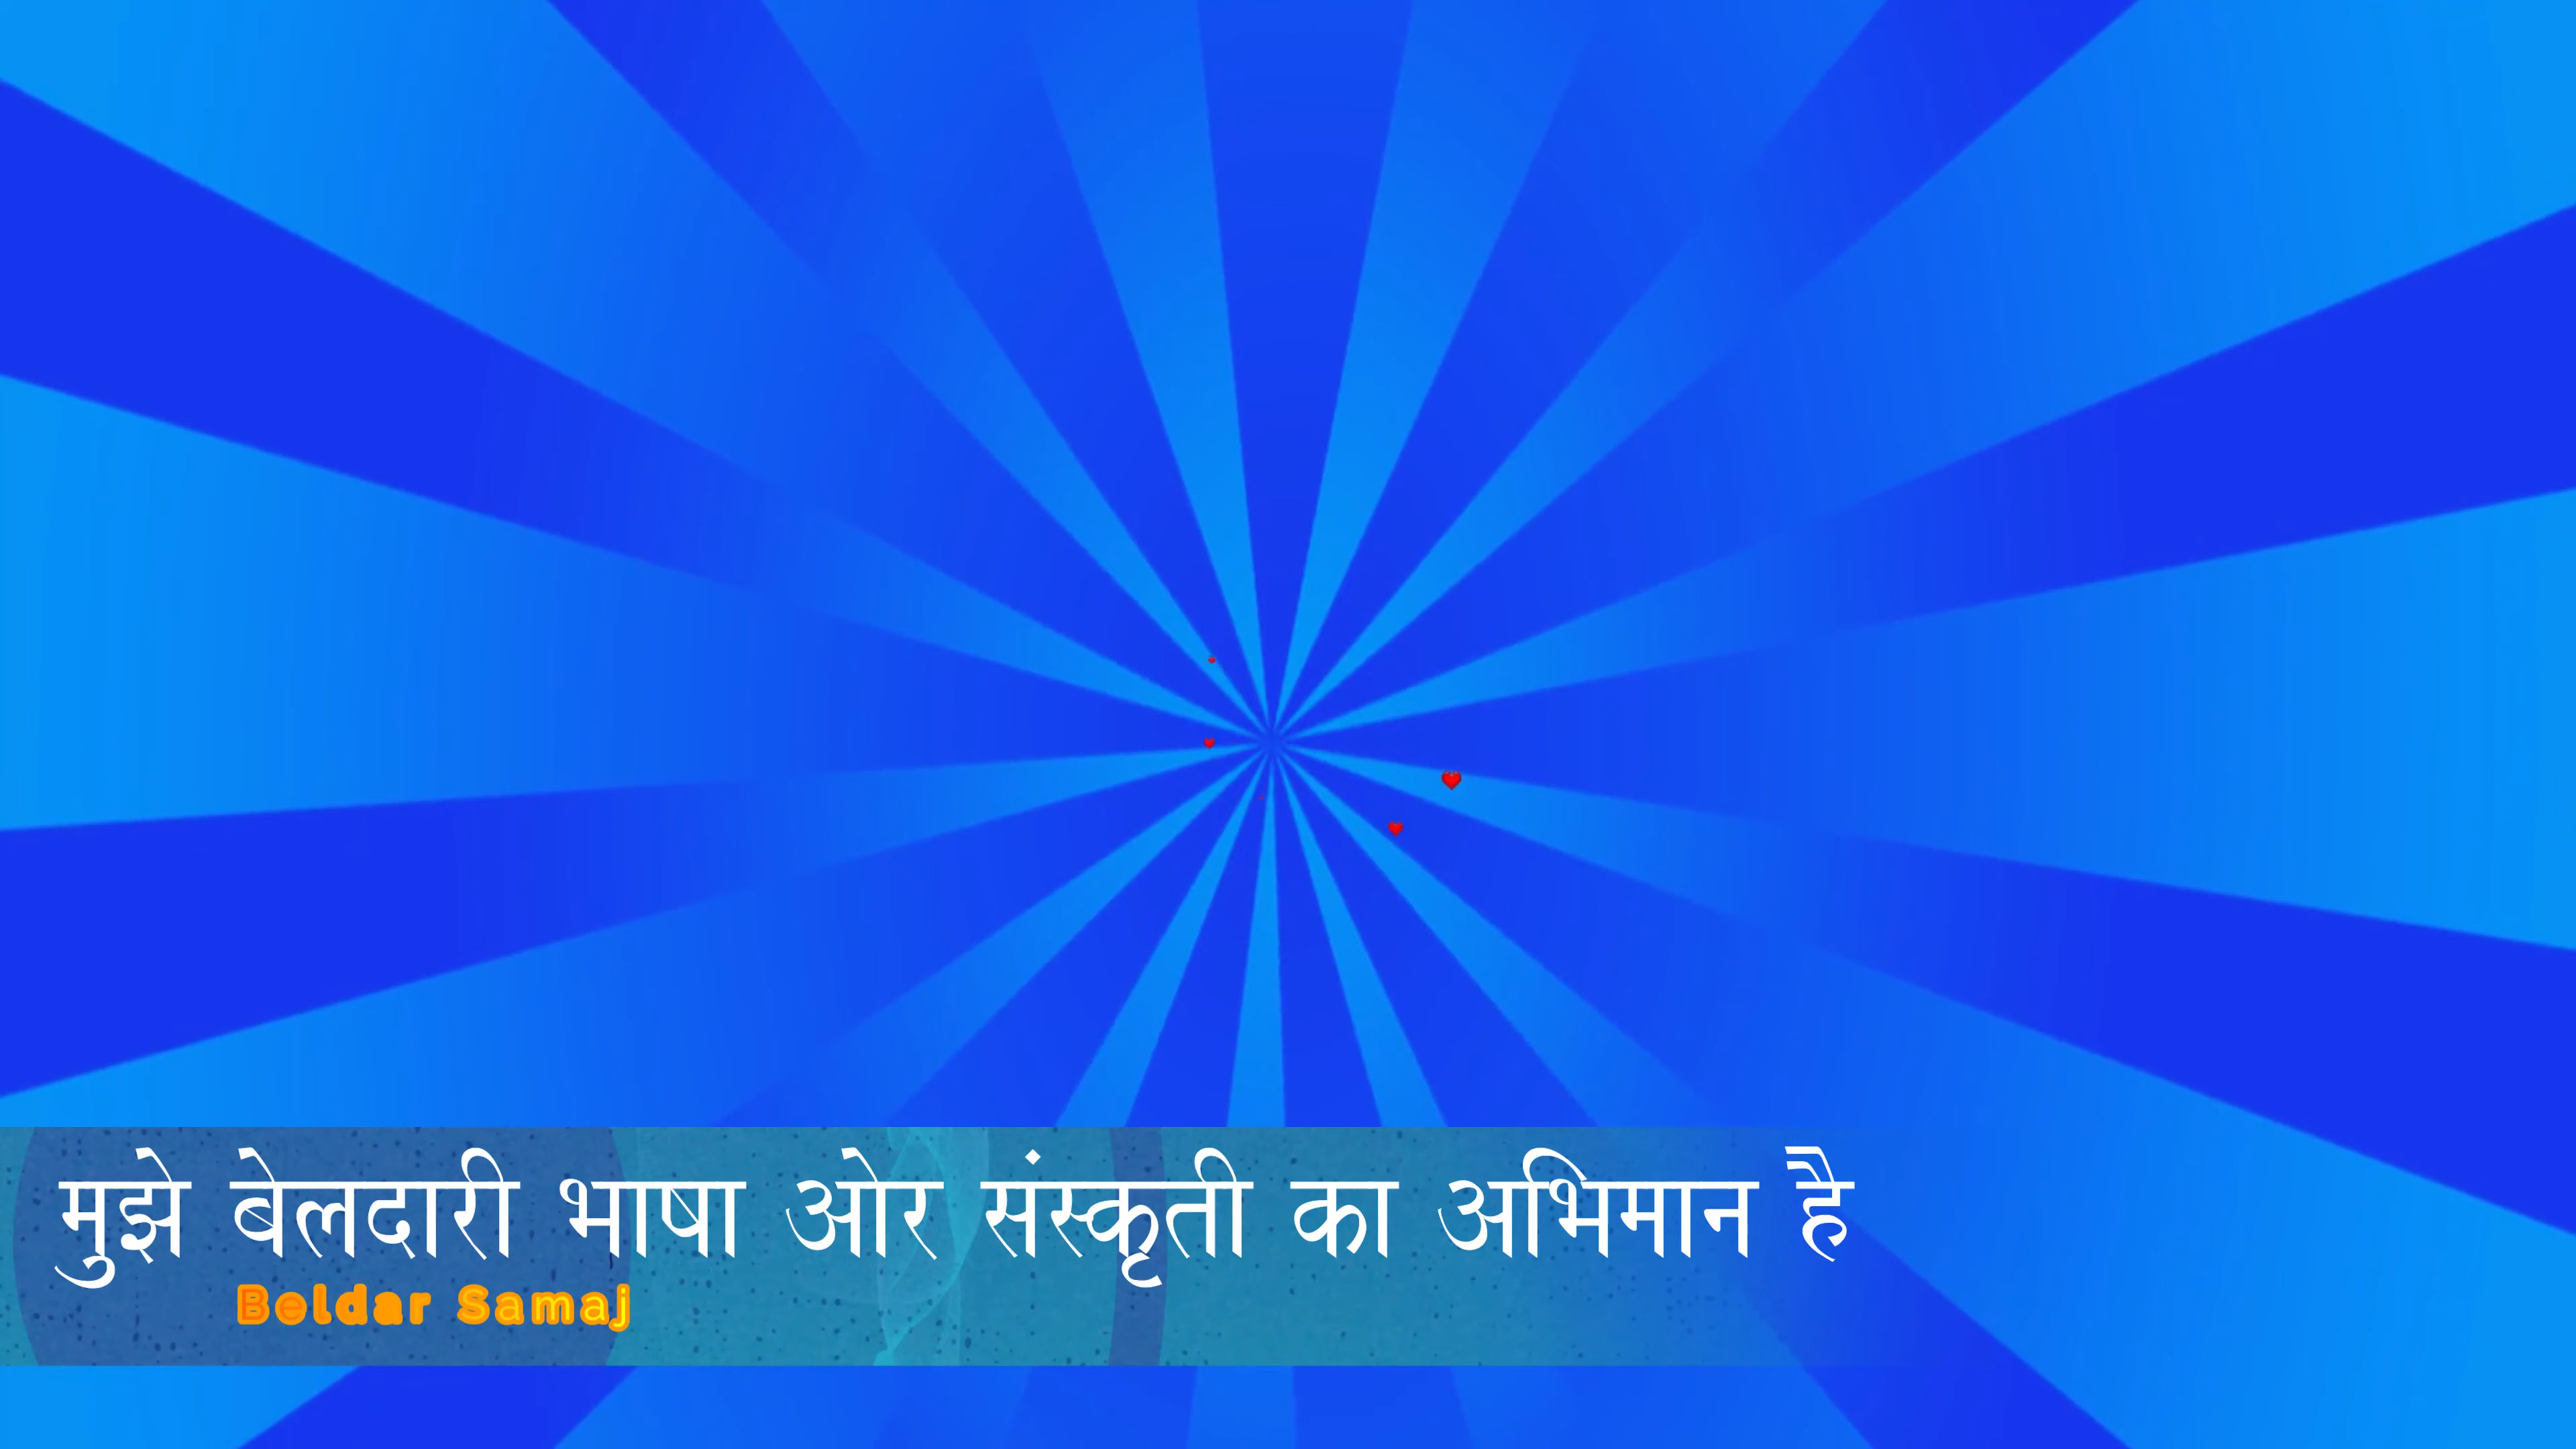 मुझे बेलदारी भाषा ओर संस्कृती का अभिमान है
Beldar Samaj